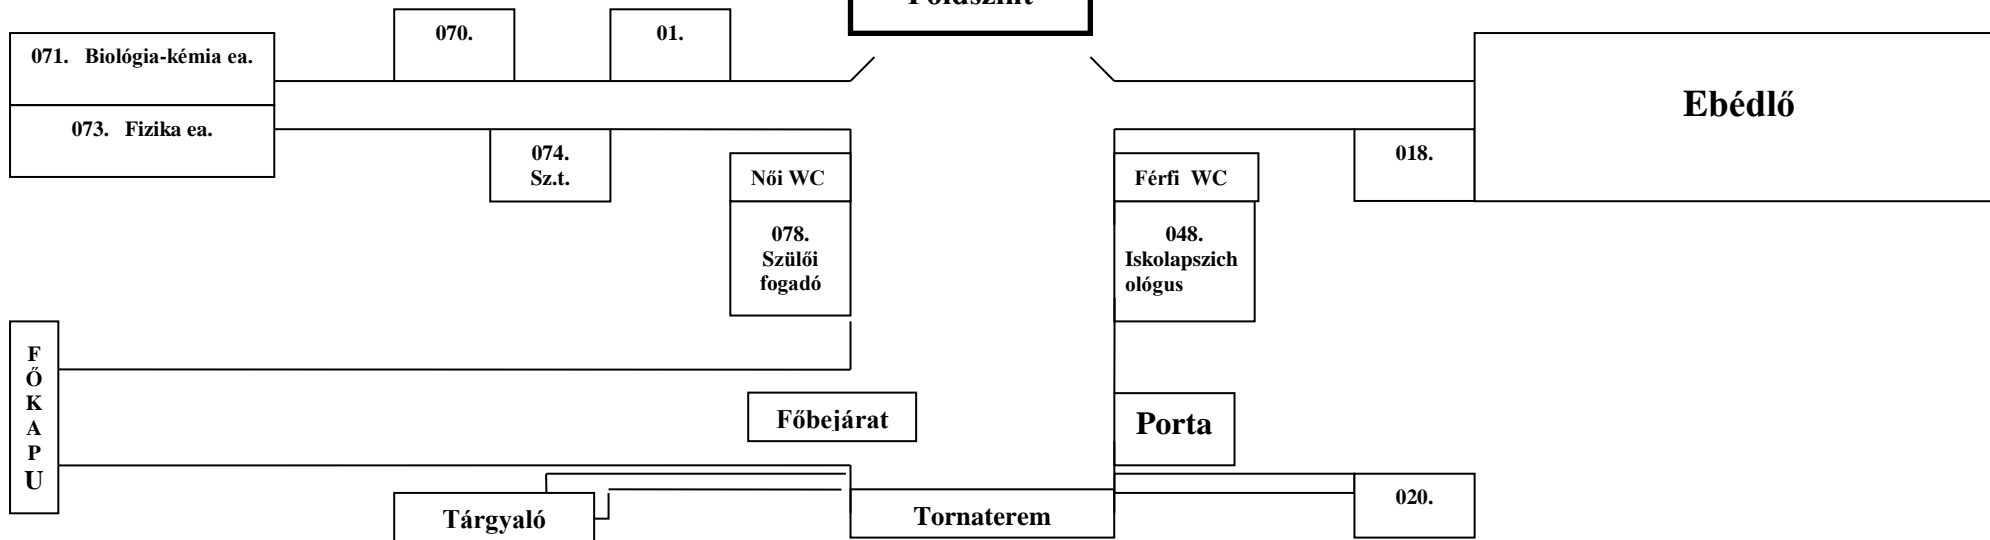 Földszint
070.
01.
071. Biológia-kémia ea.
Ebédlő
073. Fizika ea.
074.
Sz.t.
Női WC
Férfi WC
018.
078.
Szülői
fogadó
048.
Iskolapszich
ológus
F
Ő
K
A
P
U
Főbejárat
Porta
Tárgyaló
Tornaterem
020.